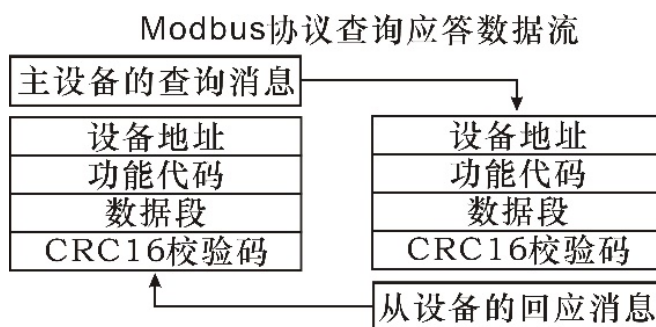 Modbus协议查询应答数据流
主设备的查询消息
设备地址
功能代码
数据段
CRC16校验码
设备地址
功能代码
数据段
CRC16校验码
从设备的回应消息